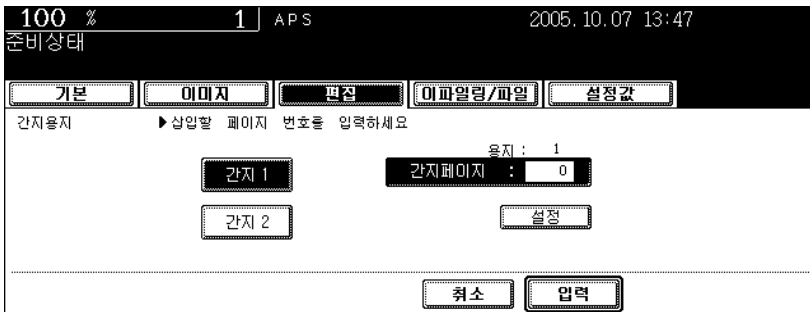 100 % 1 APS 2005.10.07 13:47
준비상태
기본 이미지 편집 이파일링/파일 설정값
간지용지 ▶삽입할 페이지 번호을 입력하세요
용지 : 1
간지 1 간지페이지 : 0
간지 2 설정
취소 입력